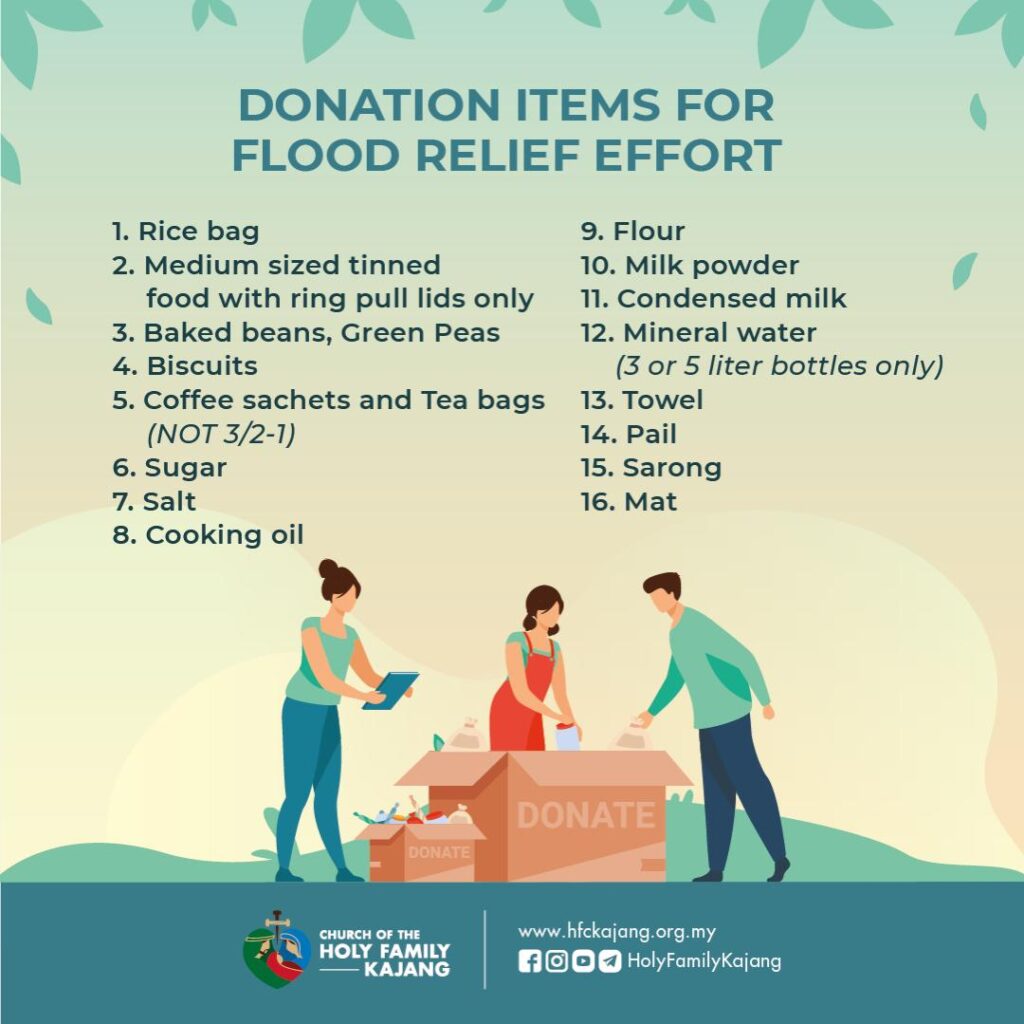 DONATION ITEMS FOR
FLOOD RELIEF EFFORT
1. Rice bag
2. Medium sized tinned
food with ring pull lids only
3. Baked beans, Green Peas
4. Biscuits
5. Coffee sachets and Tea bags
(NOT 3/2-1)
6. Sugar
7. Salt
8. Cooking oil
9. Flour
10. Milk powder
11. Condensed milk
12. Mineral water
(3 or 5 liter bottles only)
13. Towel
14. Pail
15. Sarong
16. Mat
DONATE
DONATE
CHURCH OF THE
HOLY FAMILY
KAJANG
www.hfckajang.org.my
HolyFamilyKajang